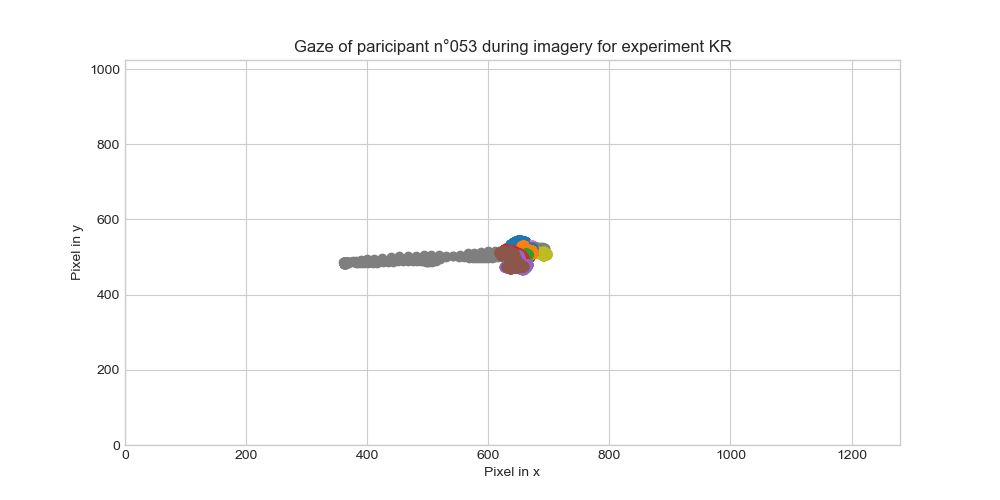 Gaze of paricipant n°053 during imagery for experiment KR
1000
800
600
400
200
0
Pixel in y
0 200 400 600 800 1000 1200
Pixel in x